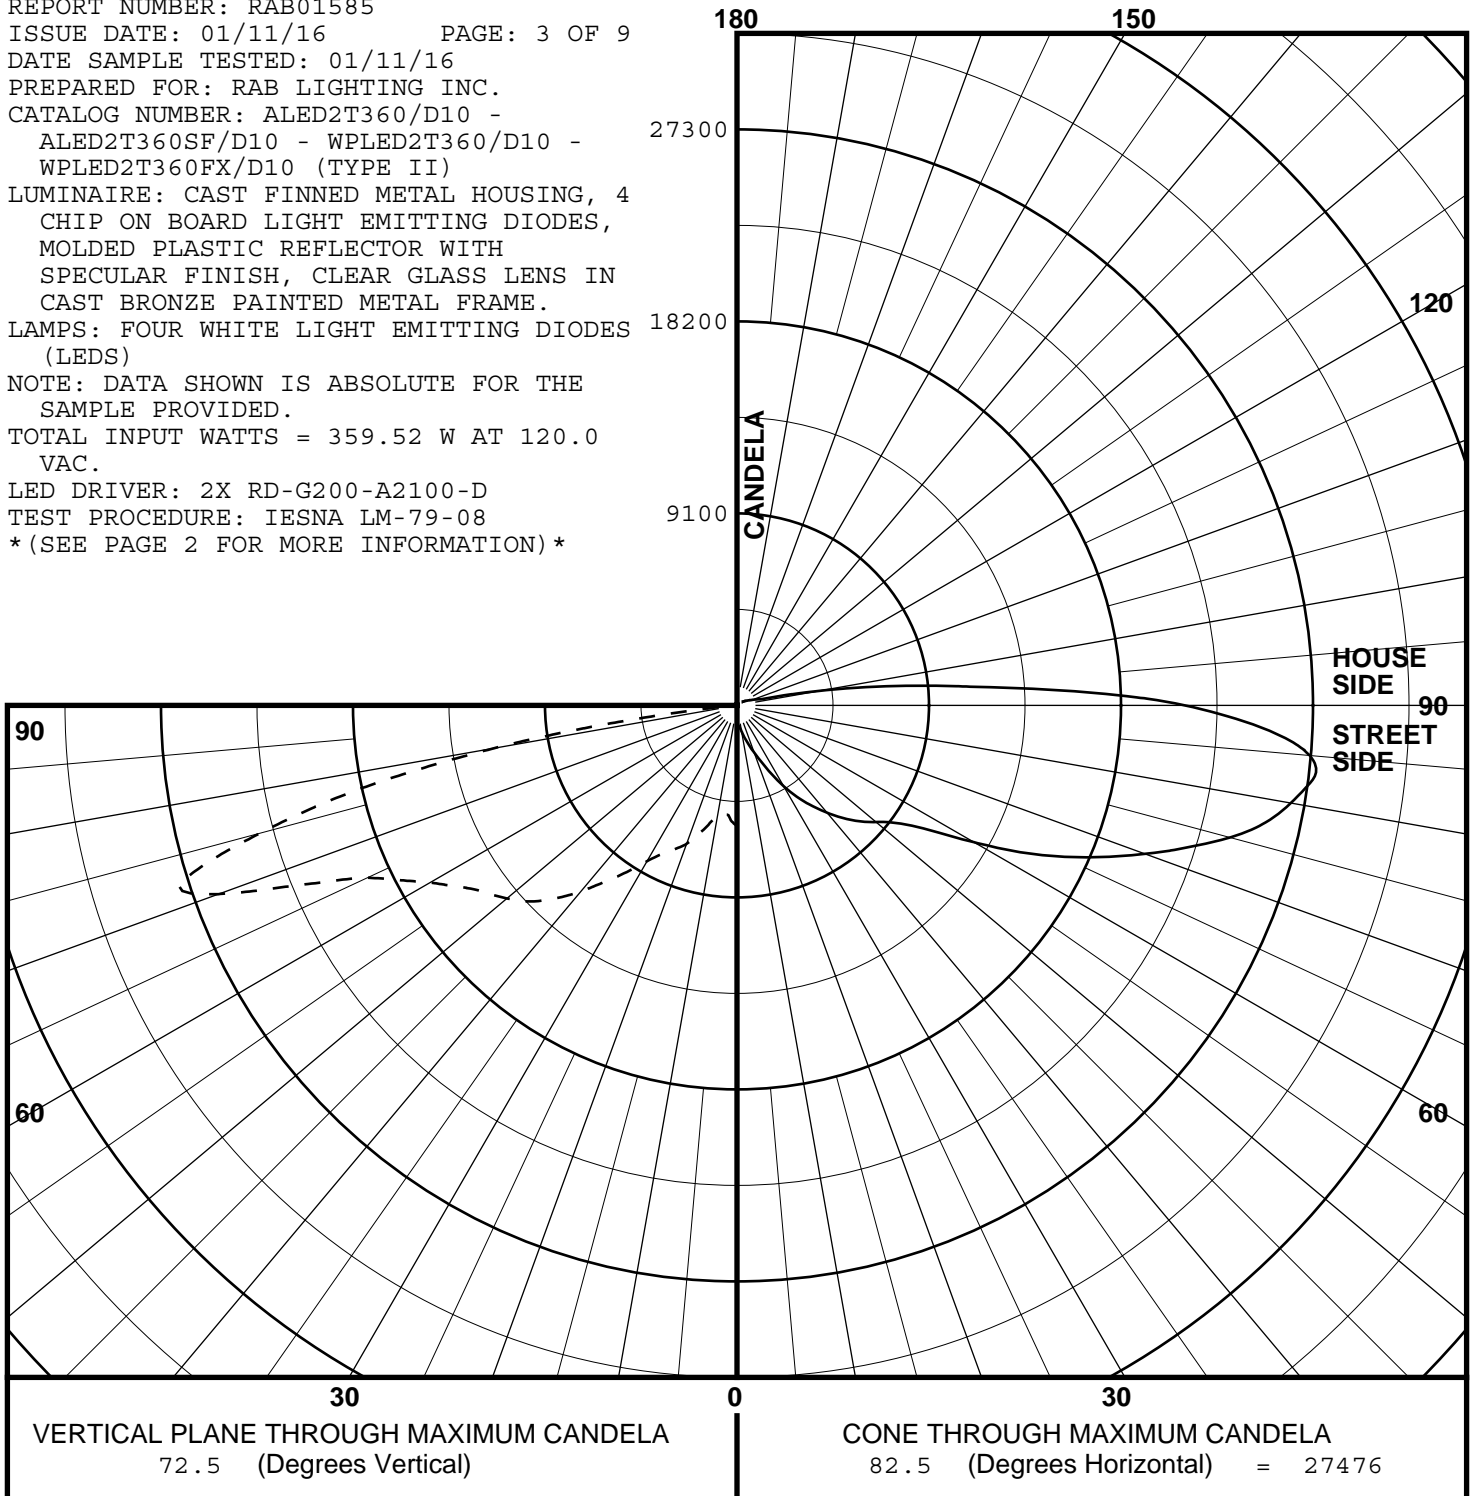 REPORT NUMBER: RAB01585
ISSUE DATE: 01/11/16 PAGE: 3 OF 9
DATE SAMPLE TESTED: 01/11/16
PREPARED FOR: RAB LIGHTING INC.
CATALOG NUMBER: ALED2T360/D10 -
ALED2T360SF/D10 - WPLED2T360/D10 -
WPLED2T360FX/D10 (TYPE II)
LUMINAIRE: CAST FINNED METAL HOUSING, 4
CHIP ON BOARD LIGHT EMITTING DIODES,
MOLDED PLASTIC REFLECTOR WITH
SPECULAR FINISH, CLEAR GLASS LENS IN
CAST BRONZE PAINTED METAL FRAME.
LAMPS: FOUR WHITE LIGHT EMITTING DIODES
(LEDS)
NOTE: DATA SHOWN IS ABSOLUTE FOR THE
SAMPLE PROVIDED.
TOTAL INPUT WATTS = 359.52 W AT 120.0
VAC.
LED DRIVER: 2X RD-G200-A2100-D
TEST PROCEDURE: IESNA LM-79-08
*(SEE PAGE 2 FOR MORE INFORMATION)*
180
150
27300
120
18200
CANDELA
9100
HOUSE
SIDE
90
STREET
SIDE
90
60
60
30
0
30
VERTICAL PLANE THROUGH MAXIMUM CANDELA
72.5 (Degrees Vertical)
CONE THROUGH MAXIMUM CANDELA
82.5 (Degrees Horizontal) = 27476